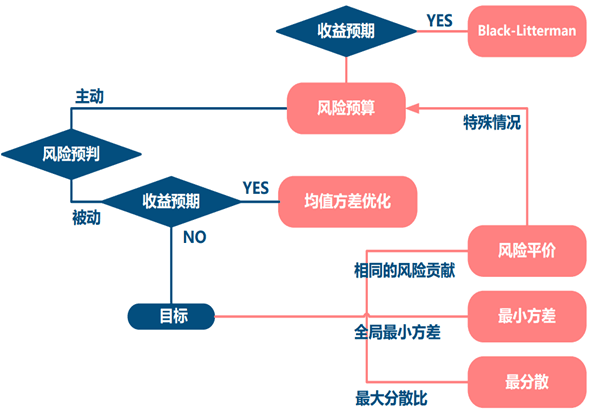 收益预期
YES
Black-Litterman
主动
风险预算
特殊情况
风险预判
收益预期
YES
均值方差优化
被动
NO
风险平价
相同的风险贡献
目标
最小方差
全局最小方差
最分散
最大分散比